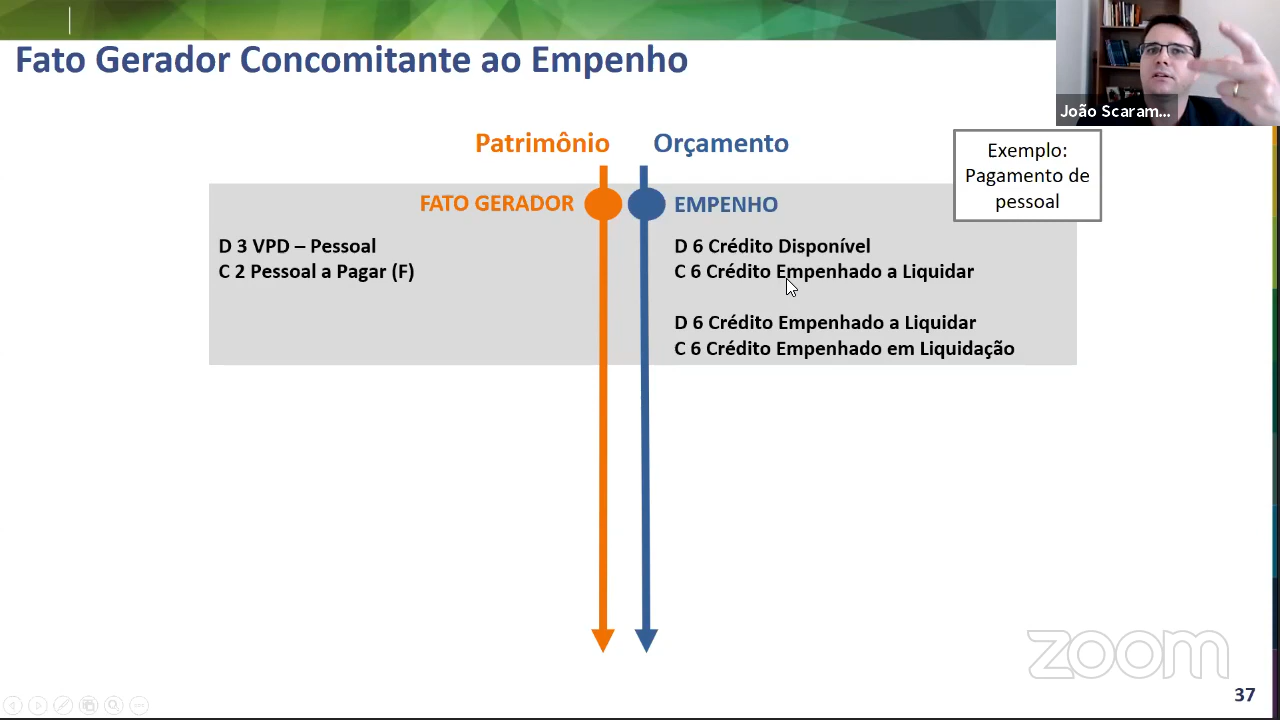 Fato Gerador Concomitante ao Empenho
João Scaram...
Patrimônio
Orçamento
Exemplo:
Pagamento de
pessoal
FATO GERADOR
EMPENHO
D 3 VPD – Pessoal
C 2 Pessoal a Pagar (F)
D 6 Crédito Disponível
C 6 Crédito Empenhado a Liquidar
D 6 Crédito Empenhado a Liquidar
C 6 Crédito Empenhado em Liquidação
zoom
37